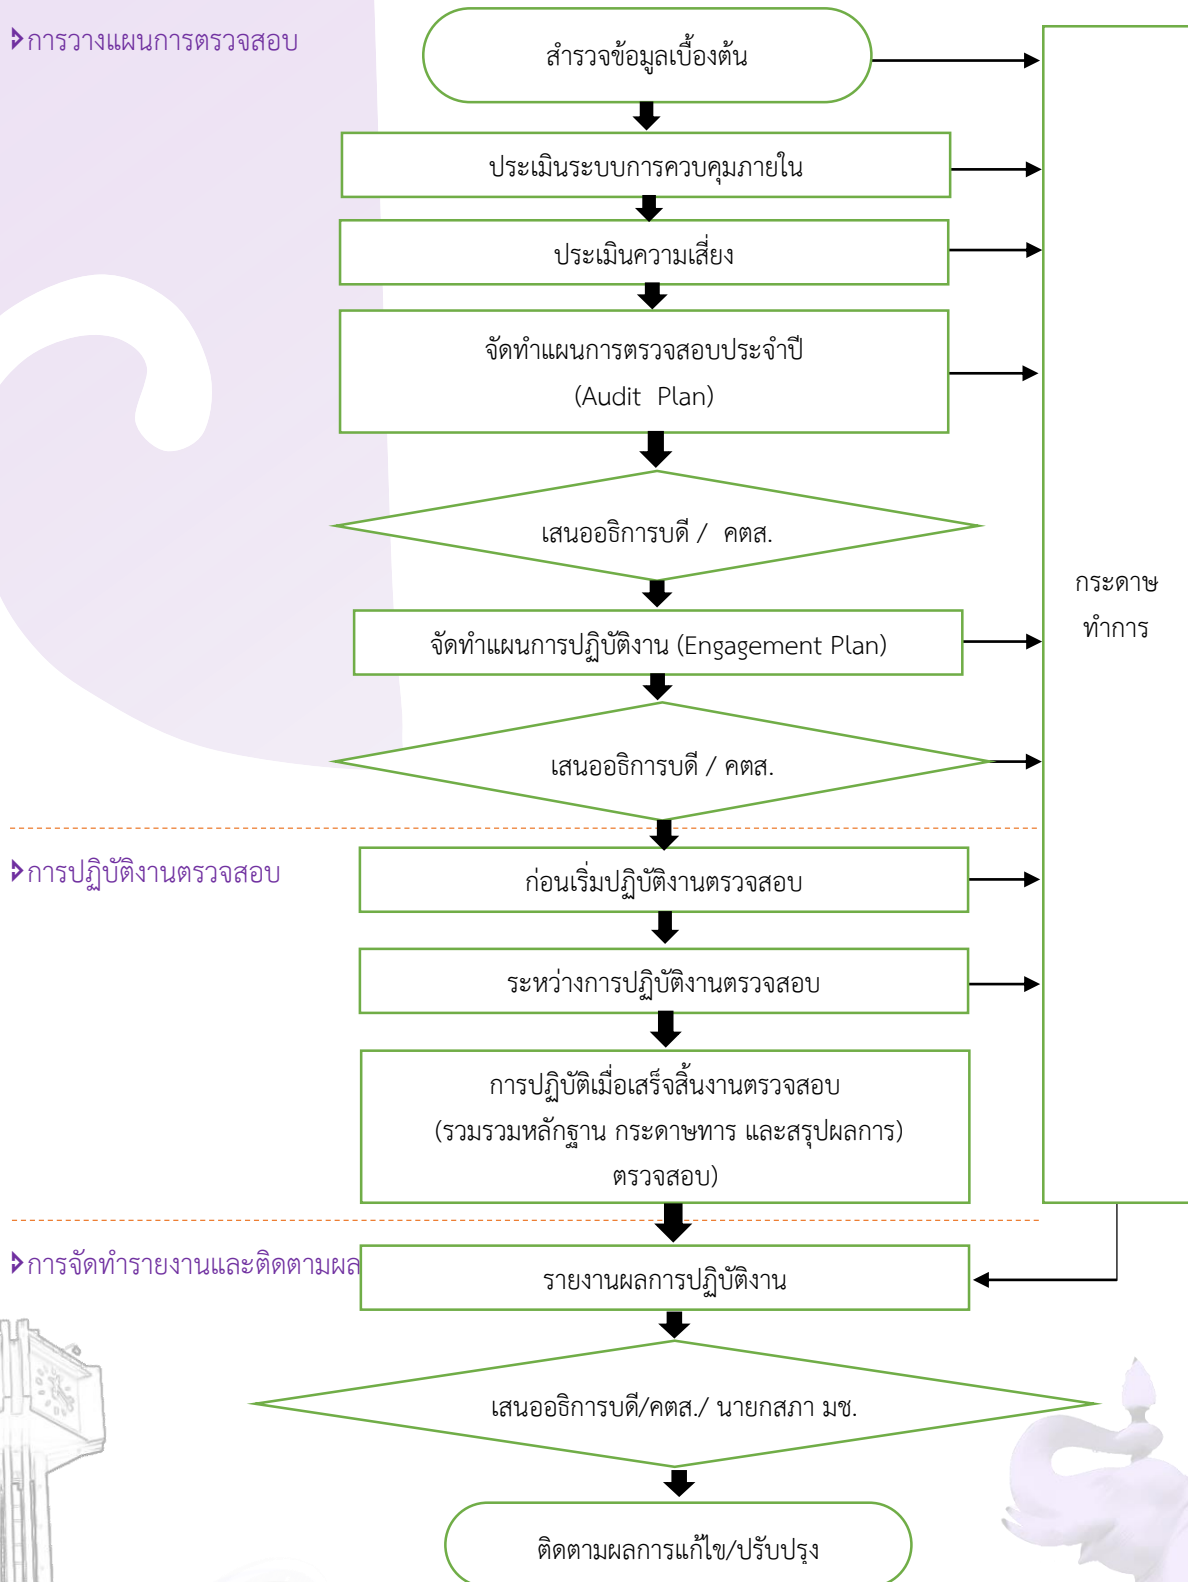 การวางแผนการตรวจสอบ
สำรวจข้อมูลเบื้องต้น
ประเมินระบบการควบคุมภายใน
ประเมินความเสี่ยง
จัดทำแผนการตรวจสอบประจำปี
(Audit Plan)
เสนออธิการบดี / คตส.
กระดาษ
ทำการ
จัดทำแผนการปฏิบัติงาน (Engagement Plan)
เสนออธิการบดี / คตส.
การปฏิบัติงานตรวจสอบ
ก่อนเริ่มปฏิบัติงานตรวจสอบ
ระหว่างการปฏิบัติงานตรวจสอบ
การปฏิบัติเมื่อเสร็จสิ้นงานตรวจสอบ
(รวมรวมหลักฐาน กระดาษทาร และสรุปผลการ)
ตรวจสอบ)
การจัดทำรายงานและติดตามผล
รายงานผลการปฏิบัติงาน
เสนออธิการบดี/คตส./ นายกสภา มช.
ติดตามผลการแก้ไข/ปรับปรุง